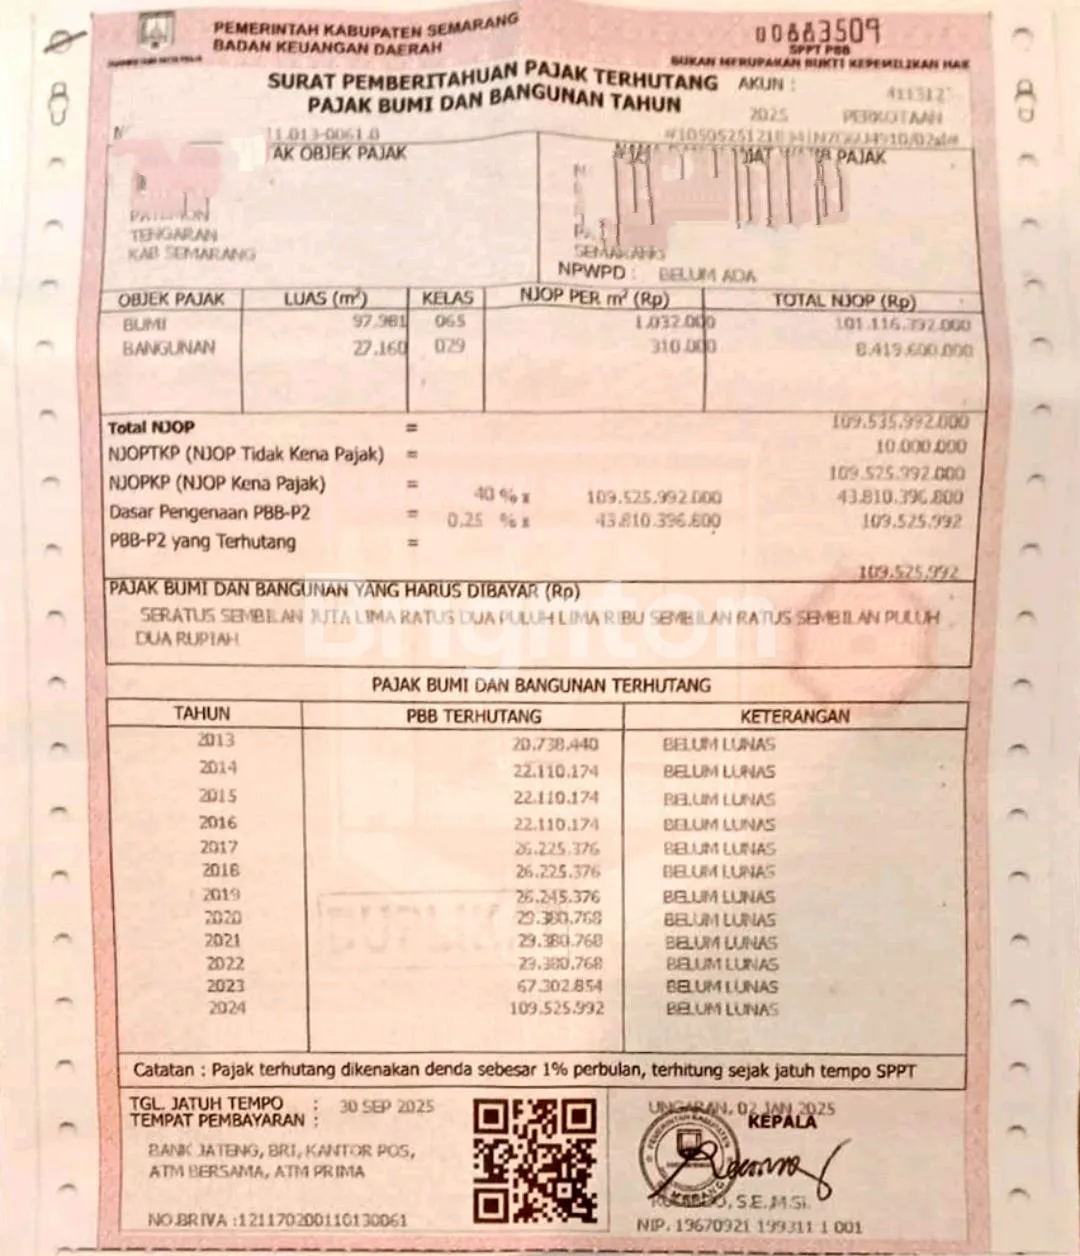 PEMERINTAH KABUPATEN SEMARANG
BADAN KEUANGAN DAERAH
00883509
SPPT PBB
BUKAN MERUPAKAN BUKTI KEPEMILIKAN HAK
SURAT PEMBERITAHUAN PAJAK TERHUTANG
PAJAK BUMI DAN BANGUNAN TAHUN
AKUN :
2025 PERKOTAAN
AK OBJEK PAJAK
PAJAK
TENGARAN
KAB SEMARANG
SEMARANG
NPWPD : BELUM ADA
OBJEK PAJAK LUAS (m²) KELAS NJOP PER m² (Rp) TOTAL NJOP (Rp)
BUMI 97.981 065 1.032.000 101.116.392.000
BANGUNAN 27.160 029 310.000 8.419.600.000
Total NJOP = 109.535.992.000
NJOPTKP (NJOP Tidak Kena Pajak) = 10.000.000
NJOPKP (NJOP Kena Pajak) = 109.525.992.000
Dasar Pengenaan PBB-P2 = 40 % x 109.525.992.000 43.810.396.800
PBB-P2 yang Terhutang = 0.25 % x 43.810.396.800 109.525.992
109.525.992
PAJAK BUMI DAN BANGUNAN YANG HARUS DIBAYAR (Rp)
SERATUS SEMBILAN JUTA LIMA RATUS DUA PULUH LIMA RIBU SEMBILAN RATUS SEMBILAN PULUH
DUA RUPIAH
Brighton
PAJAK BUMI DAN BANGUNAN TERHUTANG
TAHUN PBB TERHUTANG KETERANGAN
2013 20.738.440 BELUM LUNAS
2014 22.110.174 BELUM LUNAS
2015 22.110.174 BELUM LUNAS
2016 22.110.174 BELUM LUNAS
2017 26.225.376 BELUM LUNAS
2018 26.225.376 BELUM LUNAS
2019 26.245.376 BELUM LUNAS
2020 29.380.768 BELUM LUNAS
2021 29.380.768 BELUM LUNAS
2022 29.380.768 BELUM LUNAS
2023 67.302.854 BELUM LUNAS
2024 109.525.992 BELUM LUNAS
Catatan : Pajak terhutang dikenakan denda sebesar 1% perbulan, terhitung sejak jatuh tempo SPPT
TGL. JATUH TEMPO : 30 SEP 2025
TEMPAT PEMBAYARAN :
BANK JATENG, BRI, KANTOR POS,
ATM BERSAMA, ATM PRIMA
NO.BRIVA :121170200110130061
UNGARAN, 02 JAN 2025
KEPALA
S.E.,M.Si.
NIP. 19670921 199311 1 001